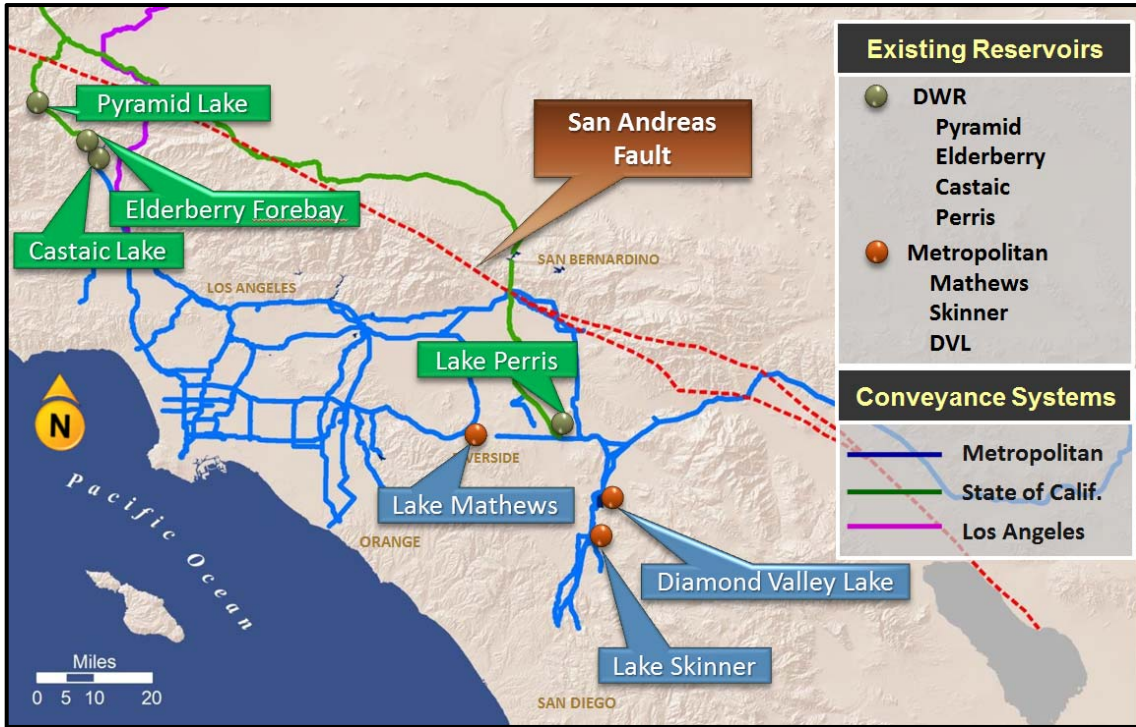 Pyramid Lake
Elderberry Forebay
Castaic Lake
San Andreas
Fault
LOS ANGELES
SAN BERNARDINO
Lake Perris
RIVERSIDE
Lake Mathews
ORANGE
Diamond Valley Lake
Lake Skinner
SAN DIEGO
N
Pacific Ocean
Miles
0 5 10 20
Existing Reservoirs
DWR
Pyramid
Elderberry
Castaic
Perris
Metropolitan
Mathews
Skinner
DVL
Conveyance Systems
Metropolitan
State of Calif.
Los Angeles